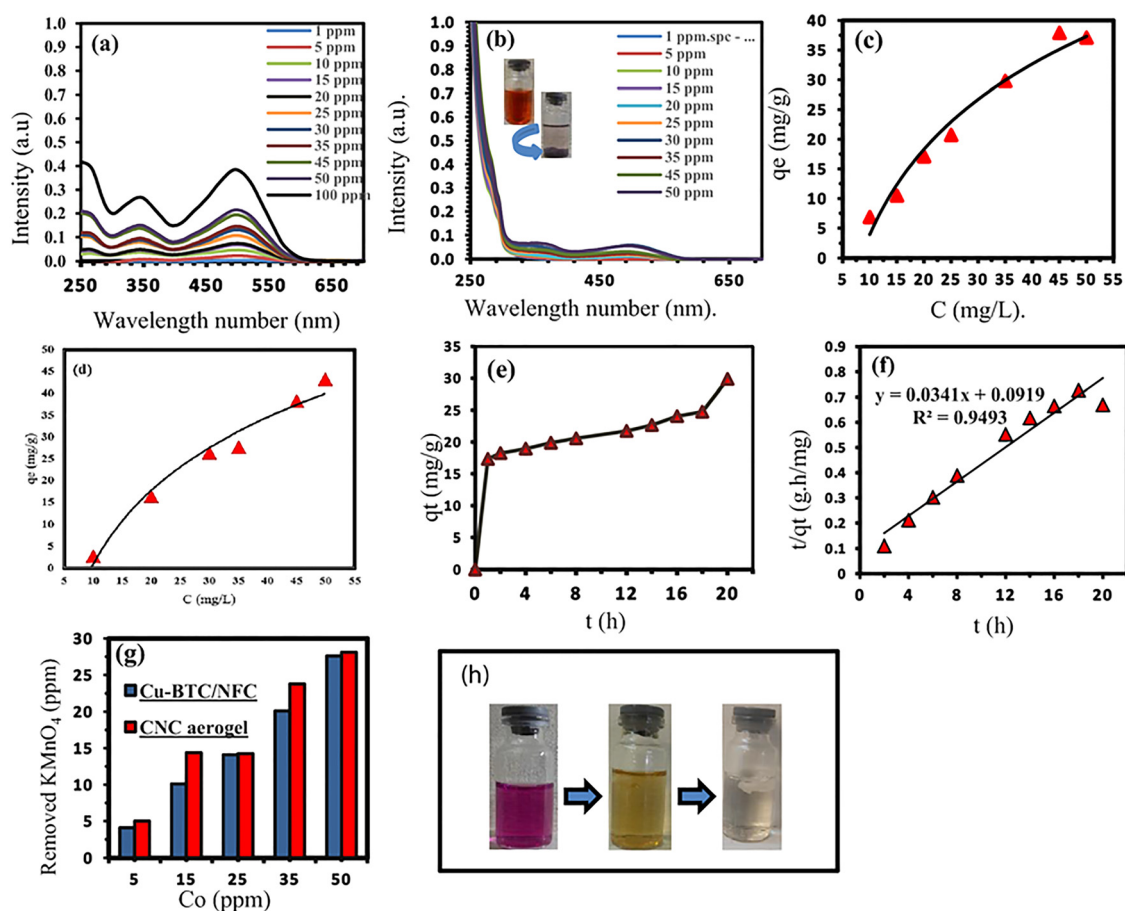 (a)
1.0
0.9
0.8
0.7
0.6
0.5
0.4
0.3
0.2
0.1
0.0
Intensity (a.u)
1 ppm
5 ppm
10 ppm
15 ppm
20 ppm
25 ppm
30 ppm
35 ppm
45 ppm
50 ppm
100 ppm
250 350 450 550 650
Wavelength number (nm)
(b)
1
0.9
0.8
0.7
0.6
0.5
0.4
0.3
0.2
0.1
0
Intensity (a.u).
1 ppm.spc - ...
5 ppm
10 ppm
15 ppm
20 ppm
25 ppm
30 ppm
35 ppm
45 ppm
50 ppm
250 450 650
Wavelength number (nm).
(c)
40
35
30
25
20
15
10
5
0
qe (mg/g)
5 10 15 20 25 30 35 40 45 50 55
C (mg/L).
(d)
50
45
40
35
30
25
20
15
10
5
0
qe (mg/g)
5 10 15 20 25 30 35 40 45 50 55
C (mg/L)
(e)
35
30
25
20
15
10
5
0
qt (mg/g)
0 4 8 12 16 20
t (h)
(f)
0.9
0.8
0.7
0.6
0.5
0.4
0.3
0.2
0.1
0
t/qt (g.h/mg)
y = 0.0341x + 0.0919
R² = 0.9493
0 4 8 12 16 20
t (h)
(g)
30
25
20
15
10
5
0
Removed KMnO₄ (ppm)
Cu-BTC/NFC
CNC aerogel
5 15 25 35 50
Co (ppm)
(h)